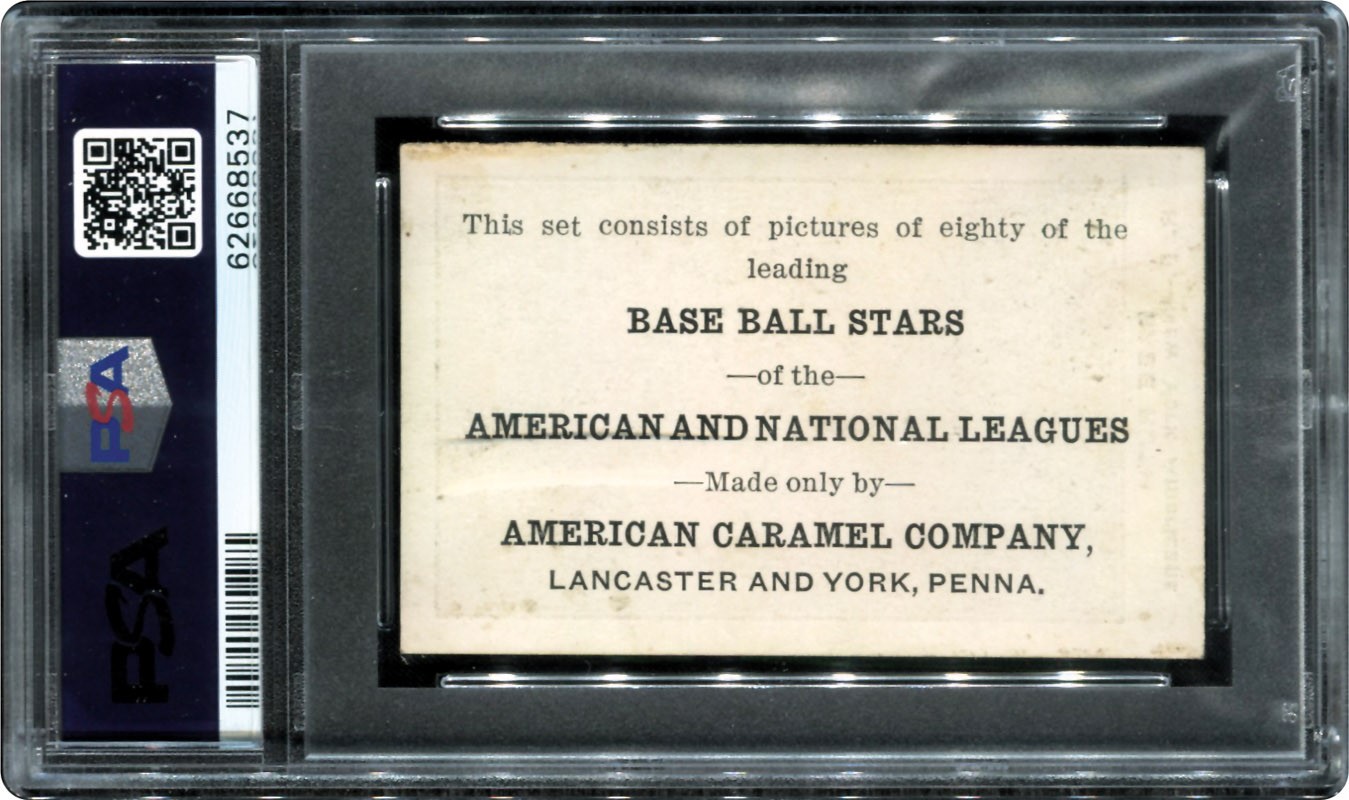 This set consists of pictures of eighty of the
leading
BASE BALL STARS
—of the—
AMERICAN AND NATIONAL LEAGUES
—Made only by—
AMERICAN CARAMEL COMPANY,
LANCASTER AND YORK, PENNA.
62668537
PSA
PSA